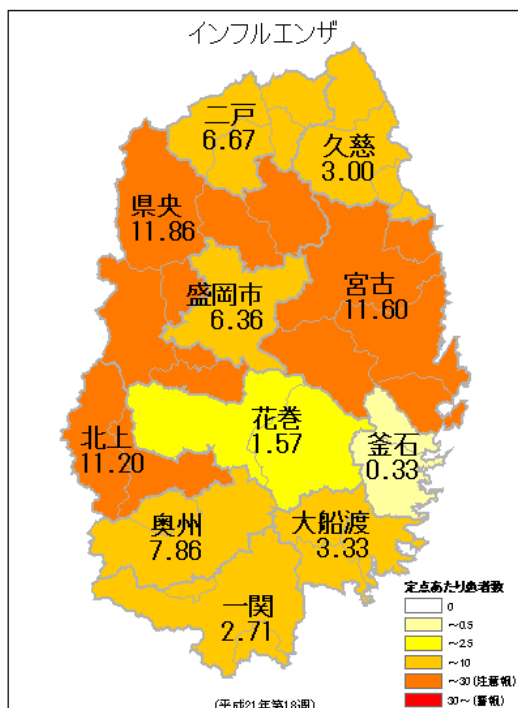 インフルエンザ
二戸
6.67
久慈
3.00
県央
11.86
盛岡市
6.36
宮古
11.60
花巻
1.57
釜石
0.33
北上
11.20
奥州
7.86
大船渡
3.33
一関
2.71
定点あたり患者数
0
～0.5
～2.5
～10
～30(注意報)
30～(警報)
(平成21年第18週)